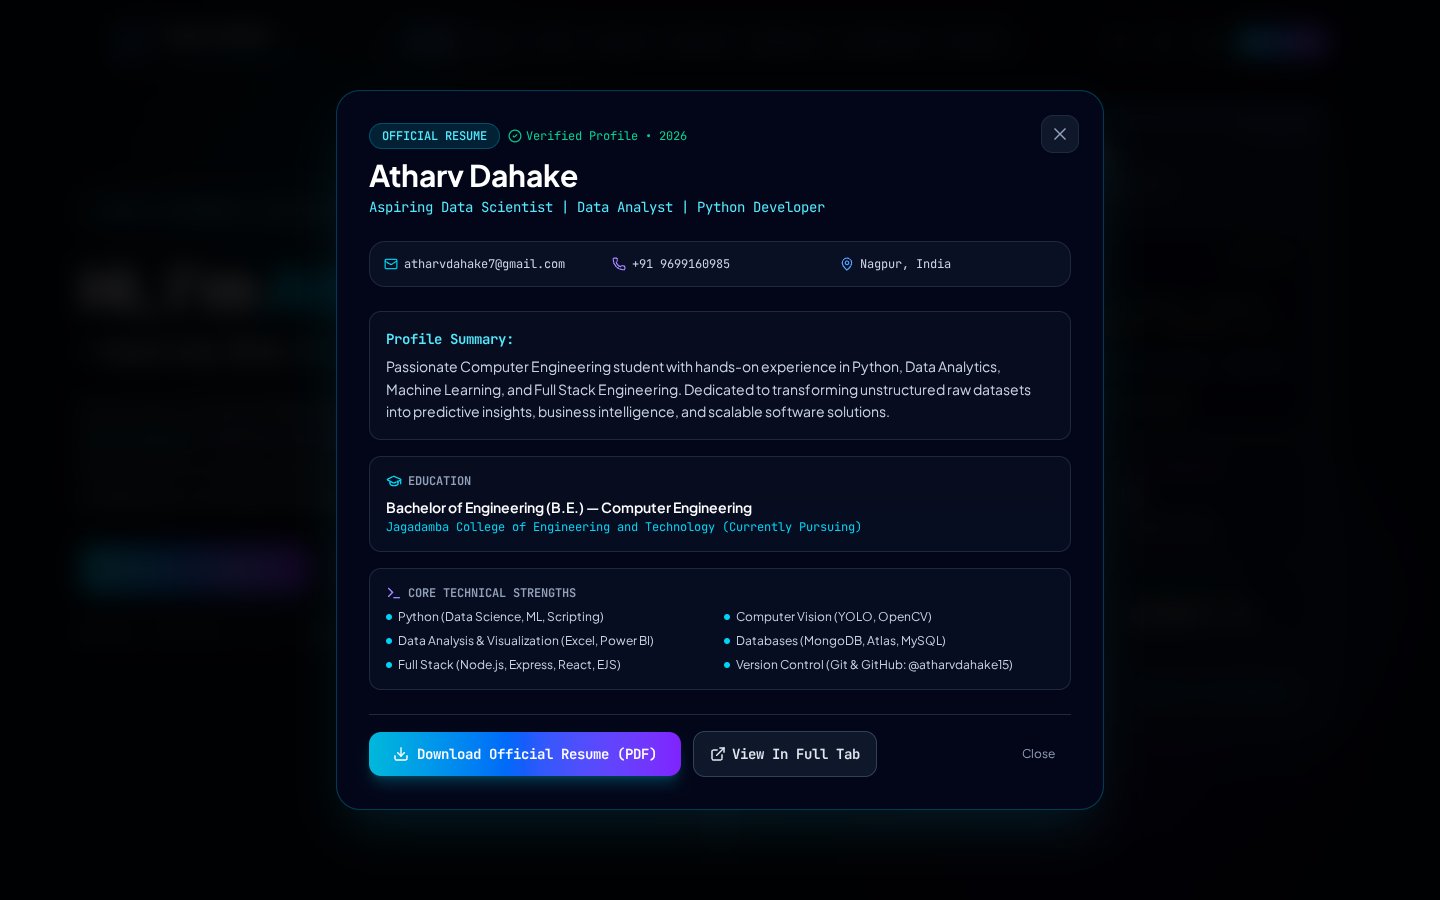 OFFICIAL RESUME Verified Profile • 2026
Atharv Dahake
Aspiring Data Scientist | Data Analyst | Python Developer
atharvdahake7@gmail.com +91 9699160985 Nagpur, India
Profile Summary:
Passionate Computer Engineering student with hands-on experience in Python, Data Analytics,
Machine Learning, and Full Stack Engineering. Dedicated to transforming unstructured raw datasets
into predictive insights, business intelligence, and scalable software solutions.
EDUCATION
Bachelor of Engineering (B.E.) — Computer Engineering
Jagadamba College of Engineering and Technology (Currently Pursuing)
CORE TECHNICAL STRENGTHS
Python (Data Science, ML, Scripting) Computer Vision (YOLO, OpenCV)
Data Analysis & Visualization (Excel, Power BI) Databases (MongoDB, Atlas, MySQL)
Full Stack (Node.js, Express, React, EJS) Version Control (Git & GitHub: @atharvdahake15)
Download Official Resume (PDF) View In Full Tab Close